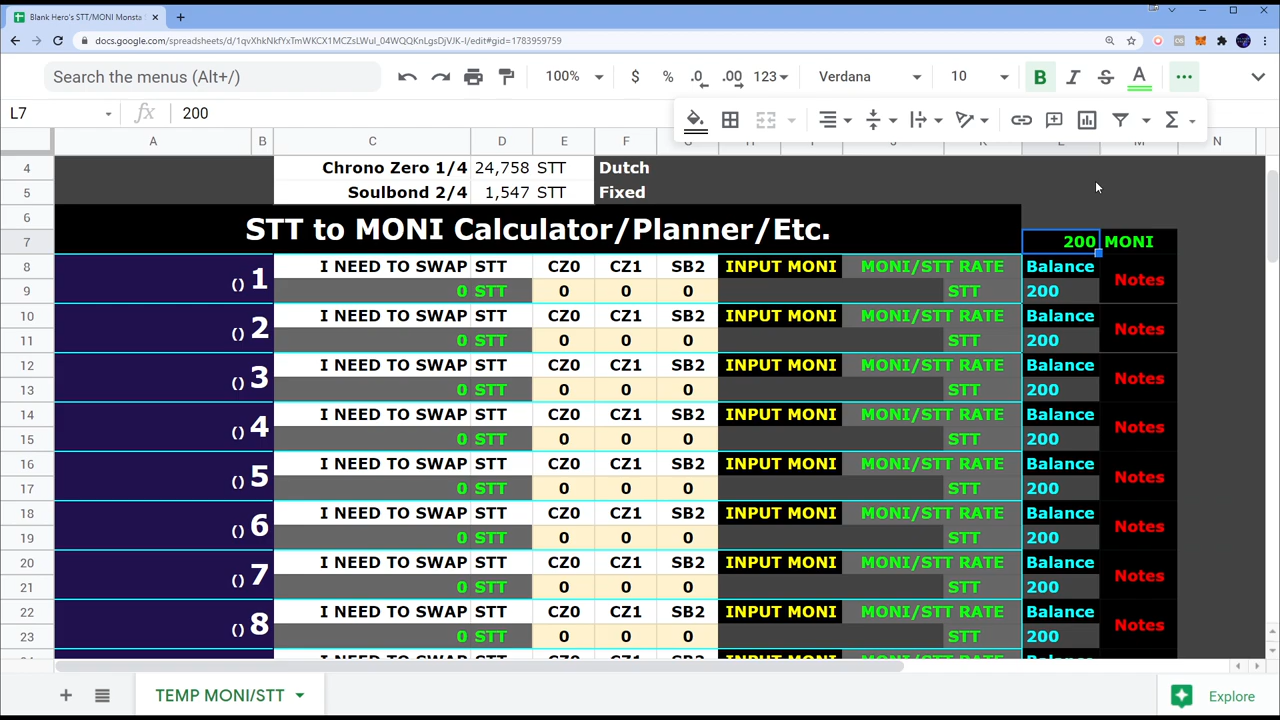 Blank Hero's STT/MONI Monsta
docs.google.com/spreadsheets/d/1qvXhkNkfYxTmWKCX1MCZsLWuI_04WQQKnLgsDjVJK-I/edit#gid=1783959759
Search the menus (Alt+/) 100% $ % .0 .00 123 Verdana 10 B I S A
L7 fx 200
A B C
L M N
4 Chrono Zero 1/4 24,758 STT Dutch
5 Soulbond 2/4 1,547 STT Fixed
6 STT to MONI Calculator/Planner/Etc.
7 200 MONI
8 () 1 I NEED TO SWAP STT CZ0 CZ1 SB2 INPUT MONI MONI/STT RATE Balance Notes
9 0 STT 0 0 0 STT 200
10 () 2 I NEED TO SWAP STT CZ0 CZ1 SB2 INPUT MONI MONI/STT RATE Balance Notes
11 0 STT 0 0 0 STT 200
12 () 3 I NEED TO SWAP STT CZ0 CZ1 SB2 INPUT MONI MONI/STT RATE Balance Notes
13 0 STT 0 0 0 STT 200
14 () 4 I NEED TO SWAP STT CZ0 CZ1 SB2 INPUT MONI MONI/STT RATE Balance Notes
15 0 STT 0 0 0 STT 200
16 () 5 I NEED TO SWAP STT CZ0 CZ1 SB2 INPUT MONI MONI/STT RATE Balance Notes
17 0 STT 0 0 0 STT 200
18 () 6 I NEED TO SWAP STT CZ0 CZ1 SB2 INPUT MONI MONI/STT RATE Balance Notes
19 0 STT 0 0 0 STT 200
20 () 7 I NEED TO SWAP STT CZ0 CZ1 SB2 INPUT MONI MONI/STT RATE Balance Notes
21 0 STT 0 0 0 STT 200
22 () 8 I NEED TO SWAP STT CZ0 CZ1 SB2 INPUT MONI MONI/STT RATE Balance Notes
23 0 STT 0 0 0 STT 200
TEMP MONI/STT Explore